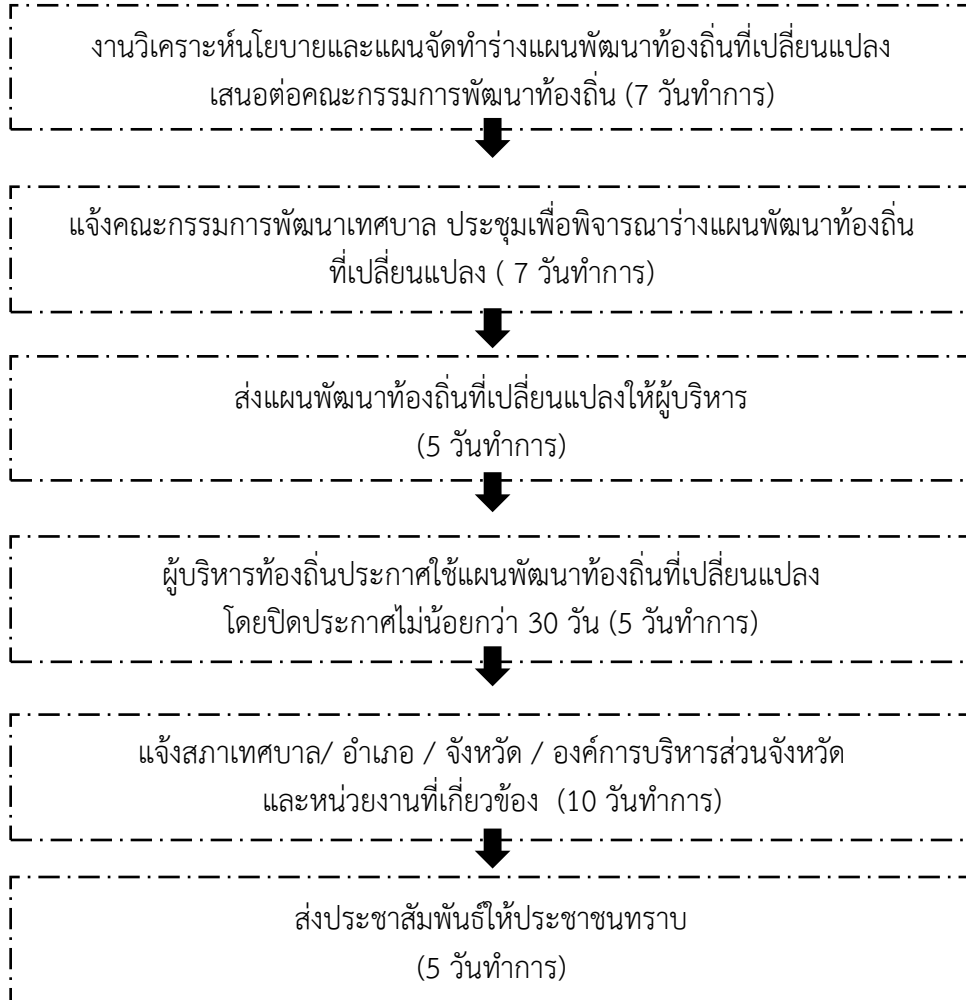 งานวิเคราะห์นโยบายและแผนจัดทำร่างแผนพัฒนาท้องถิ่นที่เปลี่ยนแปลง
เสนอต่อคณะกรรมการพัฒนาท้องถิ่น (7 วันทำการ)
แจ้งคณะกรรมการพัฒนาเทศบาล ประชุมเพื่อพิจารณาร่างแผนพัฒนาท้องถิ่น
ที่เปลี่ยนแปลง ( 7 วันทำการ)
ส่งแผนพัฒนาท้องถิ่นที่เปลี่ยนแปลงให้ผู้บริหาร
(5 วันทำการ)
ผู้บริหารท้องถิ่นประกาศใช้แผนพัฒนาท้องถิ่นที่เปลี่ยนแปลง
โดยปิดประกาศไม่น้อยกว่า 30 วัน (5 วันทำการ)
แจ้งสภาเทศบาล/ อำเภอ / จังหวัด / องค์การบริหารส่วนจังหวัด
และหน่วยงานที่เกี่ยวข้อง (10 วันทำการ)
ส่งประชาสัมพันธ์ให้ประชาชนทราบ
(5 วันทำการ)